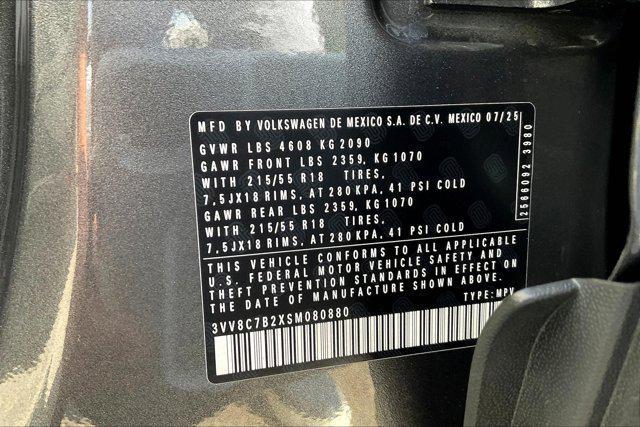 MFD BY VOLKSWAGEN DE MEXICO S.A. DE C.V. MEXICO 07/25
GVWR LBS 4608 KG 2090
GAWR FRONT LBS 2359, KG 1070
WITH 215/55 R18 TIRES,
7,5JX18 RIMS, AT 280 KPA, 41 PSI COLD
GAWR REAR LBS 2359, KG 1070
WITH 215/55 R18 TIRES,
7,5JX18 RIMS, AT 280 KPA, 41 PSI COLD
THIS VEHICLE CONFORMS TO ALL APPLICABLE
U.S. FEDERAL MOTOR VEHICLE SAFETY AND
THEFT PREVENTION STANDARDS IN EFFECT ON
THE DATE OF MANUFACTURE SHOWN ABOVE.
3VV8C7B2XSM080880 TYPE: MPV
2566092 3980